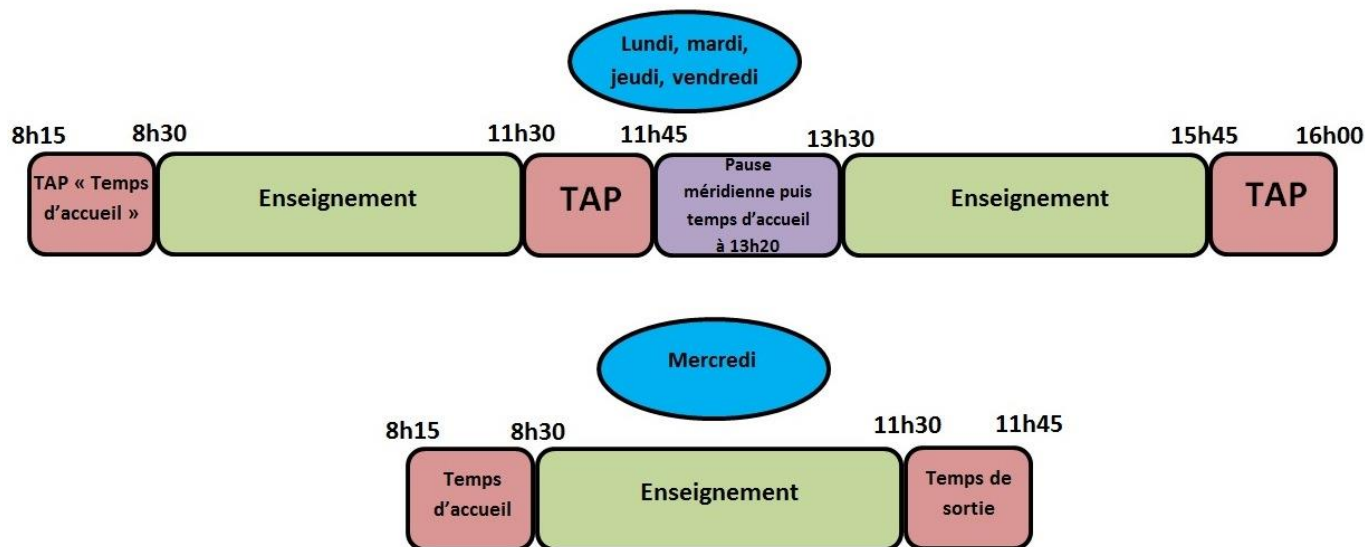 Lundi, mardi,
jeudi, vendredi
8h15 8h30 11h30 11h45 13h30 15h45 16h00
TAP « Temps
d’accueil »
Enseignement
TAP
Pause
méridienne puis
temps d’accueil
à 13h20
Enseignement
TAP
Mercredi
8h15 8h30 11h30 11h45
Temps
d’accueil
Enseignement
Temps de
sortie